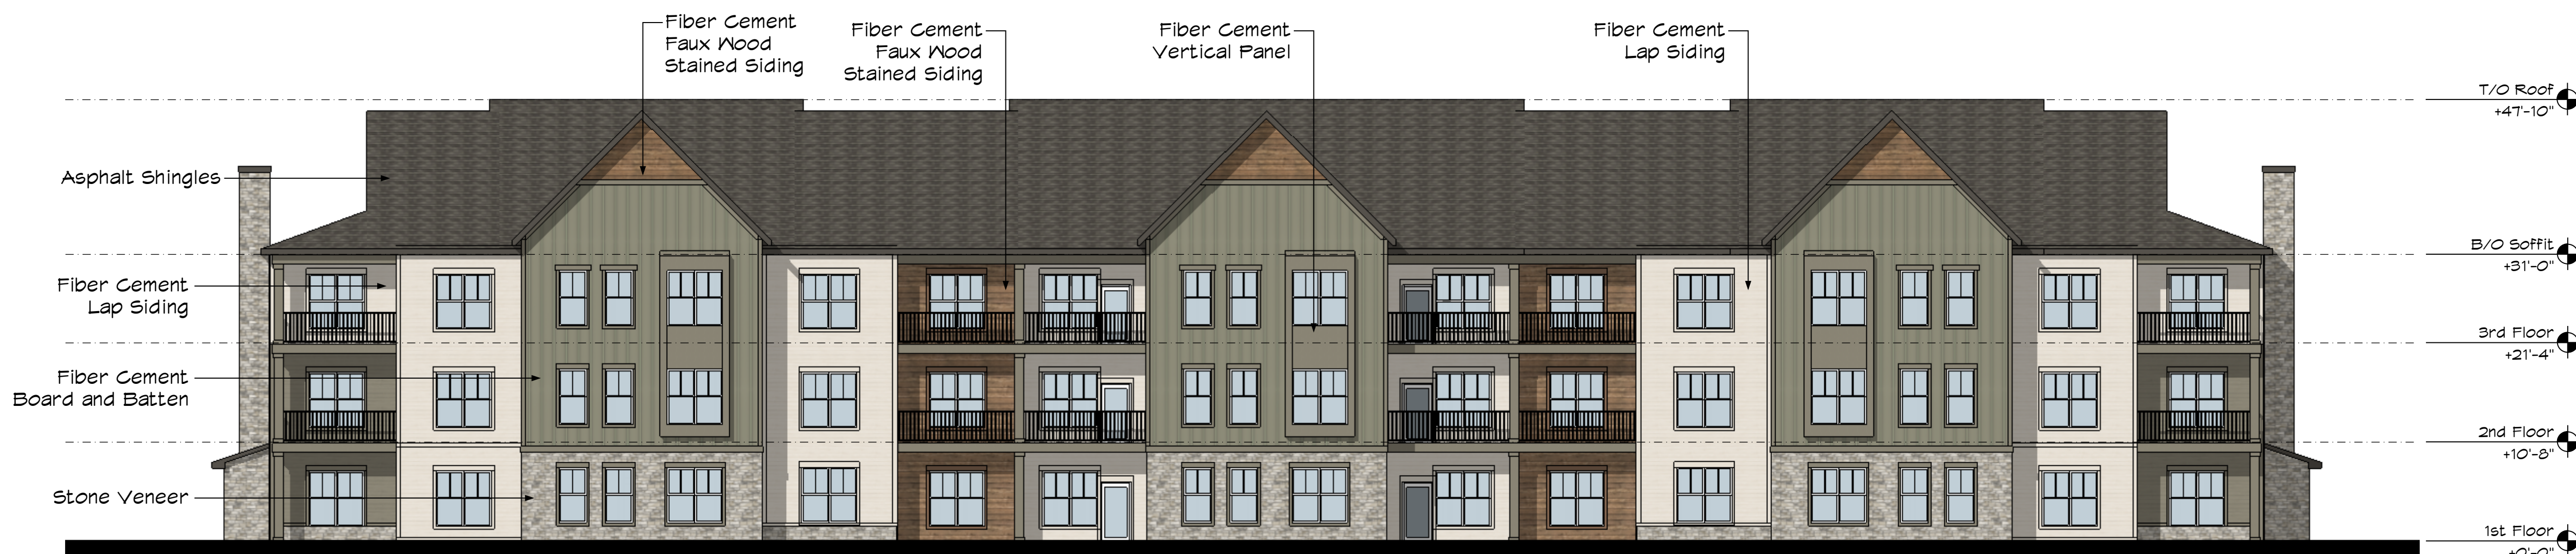 Fiber Cement
Faux Wood
Stained Siding
Fiber Cement
Faux Wood
Stained Siding
Fiber Cement
Vertical Panel
Fiber Cement
Lap Siding
T/O Roof
+47'-10"
Asphalt Shingles
B/O Soffit
+31'-0"
Fiber Cement
Lap Siding
3rd Floor
+21'-4"
Fiber Cement
Board and Batten
2nd Floor
+10'-8"
Stone Veneer
1st Floor
+0'-0"